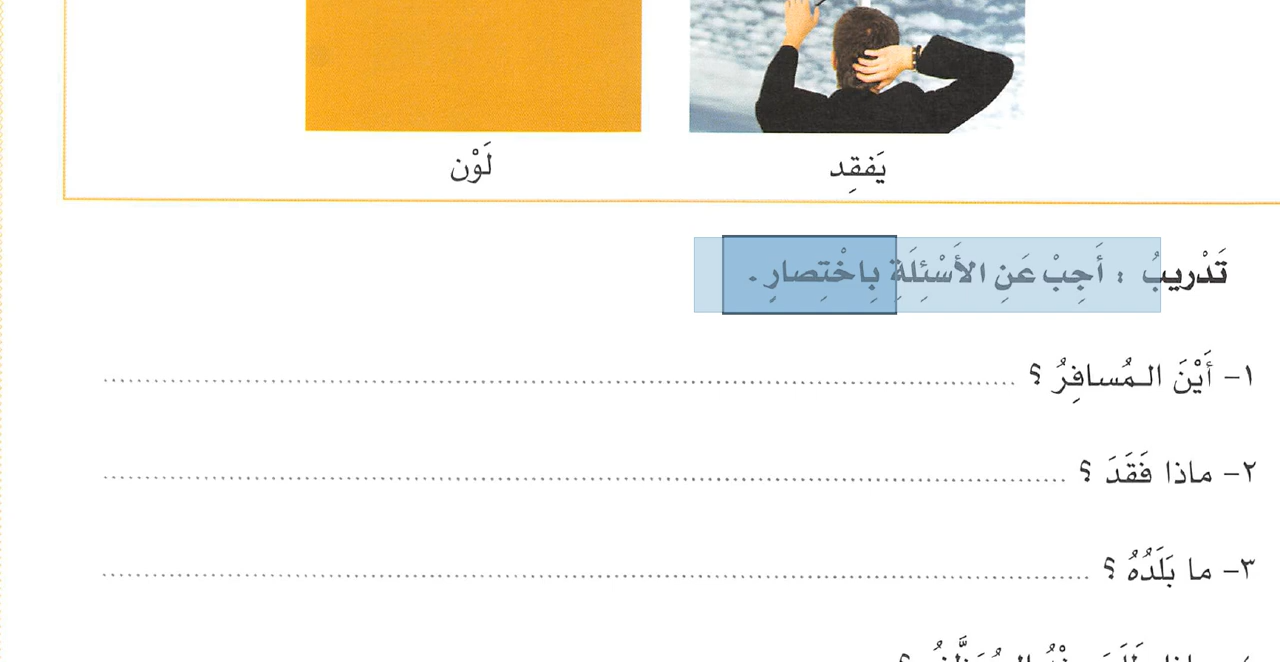 يَفقِد
لَوْن
تَدْريبُ : أَجِبْ عَنِ الأَسْئِلَةِ بِاخْتِصارٍ .
١- أَيْنَ الـمُسافِرُ ؟
٢- ماذا فَقَدَ ؟
٣- ما بَلَدُهُ ؟